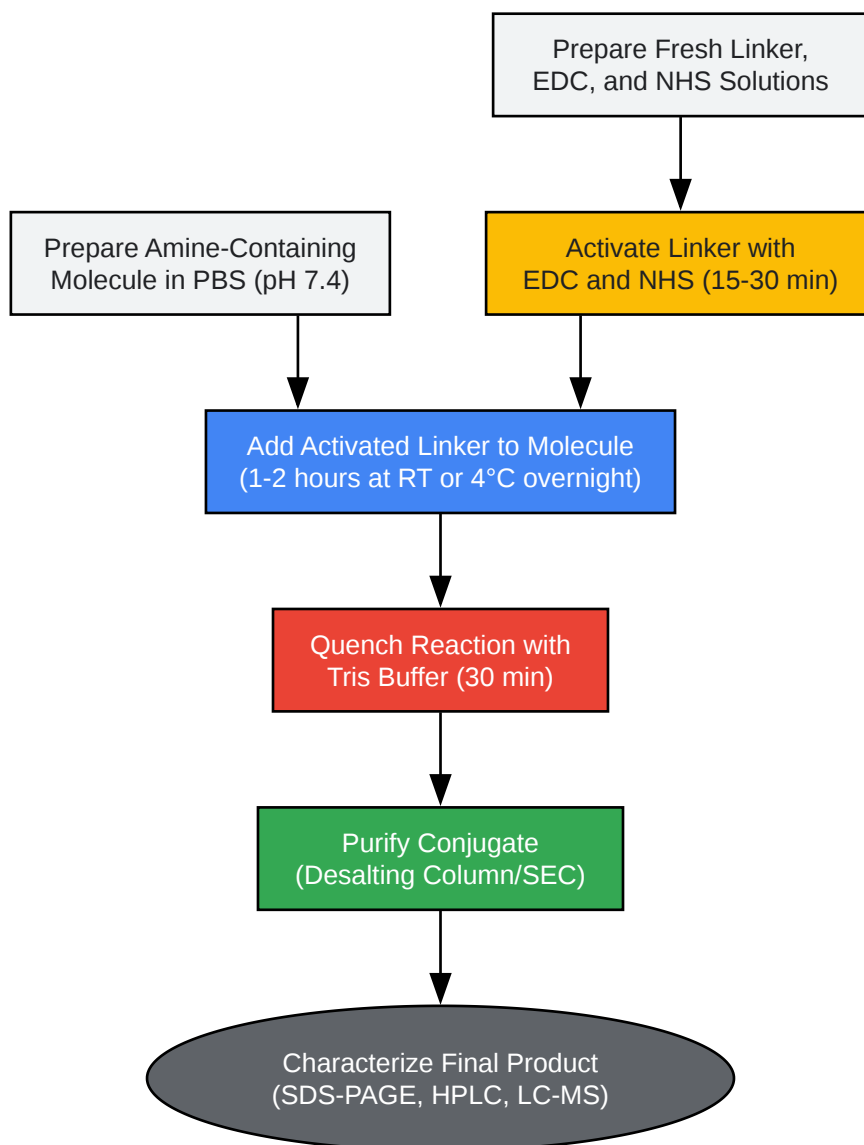 Prepare Fresh Linker,
EDC, and NHS Solutions
Prepare Amine-Containing
Molecule in PBS (pH 7.4)
Activate Linker with
EDC and NHS (15-30 min)
Add Activated Linker to Molecule
(1-2 hours at RT or 4°C overnight)
Quench Reaction with
Tris Buffer (30 min)
Purify Conjugate
(Desalting Column/SEC)
Characterize Final Product
(SDS-PAGE, HPLC, LC-MS)